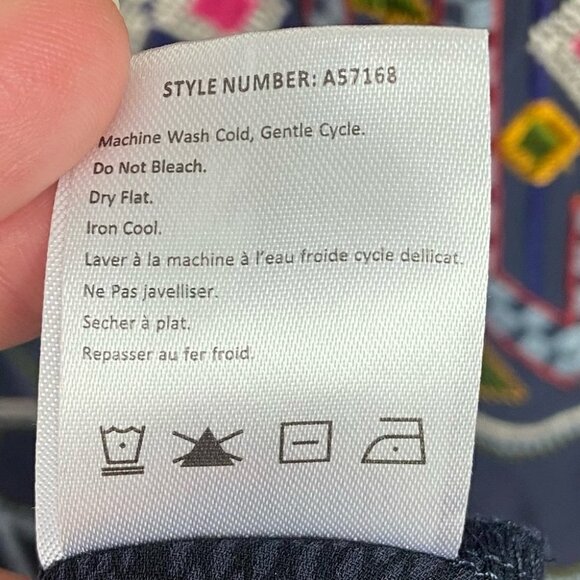 STYLE NUMBER: A57168
Machine Wash Cold, Gentle Cycle.
Do Not Bleach.
Dry Flat.
Iron Cool.
Laver à la machine à l'eau froide cycle dellicat.
Ne Pas javelliser.
Secher à plat.
Repasser au fer froid.